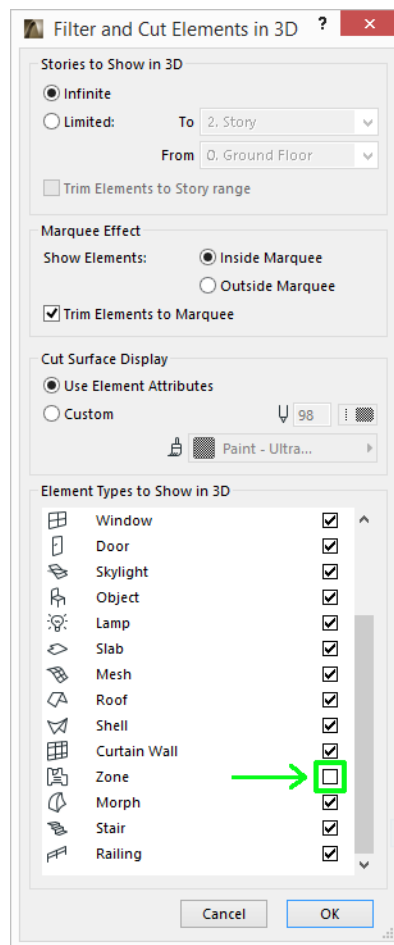 Filter and Cut Elements in 3D ? ×
Stories to Show in 3D
Infinite
Limited: To 2. Story
From 0. Ground Floor
Trim Elements to Story range
Marquee Effect
Show Elements: Inside Marquee
Outside Marquee
Trim Elements to Marquee
Cut Surface Display
Use Element Attributes
Custom 98
Paint - Ultra...
Element Types to Show in 3D
Window
Door
Skylight
Object
Lamp
Slab
Mesh
Roof
Shell
Curtain Wall
Zone
Morph
Stair
Railing
Cancel OK